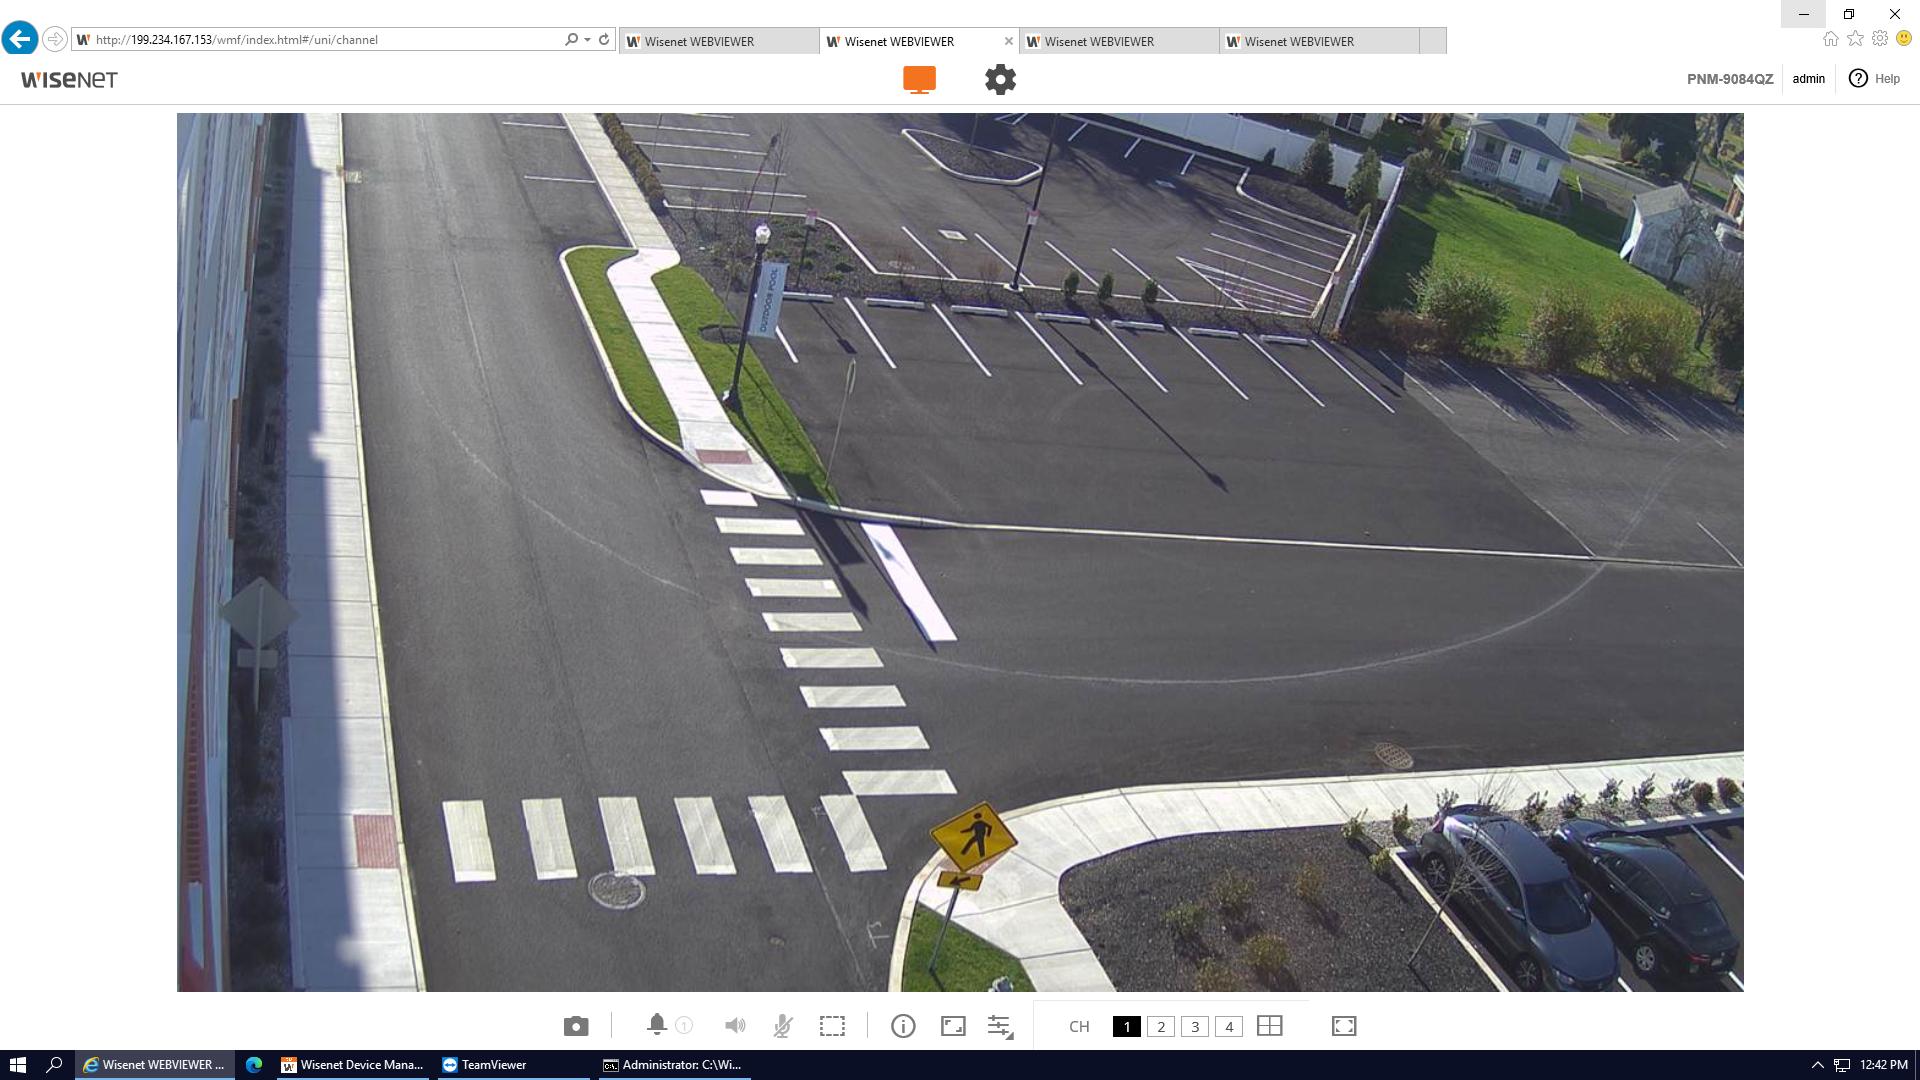 http://199.234.167.153/wmf/index.html#/uni/channel
Wisenet WEBVIEWER
Wisenet WEBVIEWER
Wisenet WEBVIEWER
Wisenet WEBVIEWER
WISENET
PNM-9084QZ
admin
Help
OUTDOOR POOL
1
CH
1
2
3
4
Wisenet WEBVIEWER ...
Wisenet Device Mana...
TeamViewer
Administrator: C:\Wi...
12:42 PM